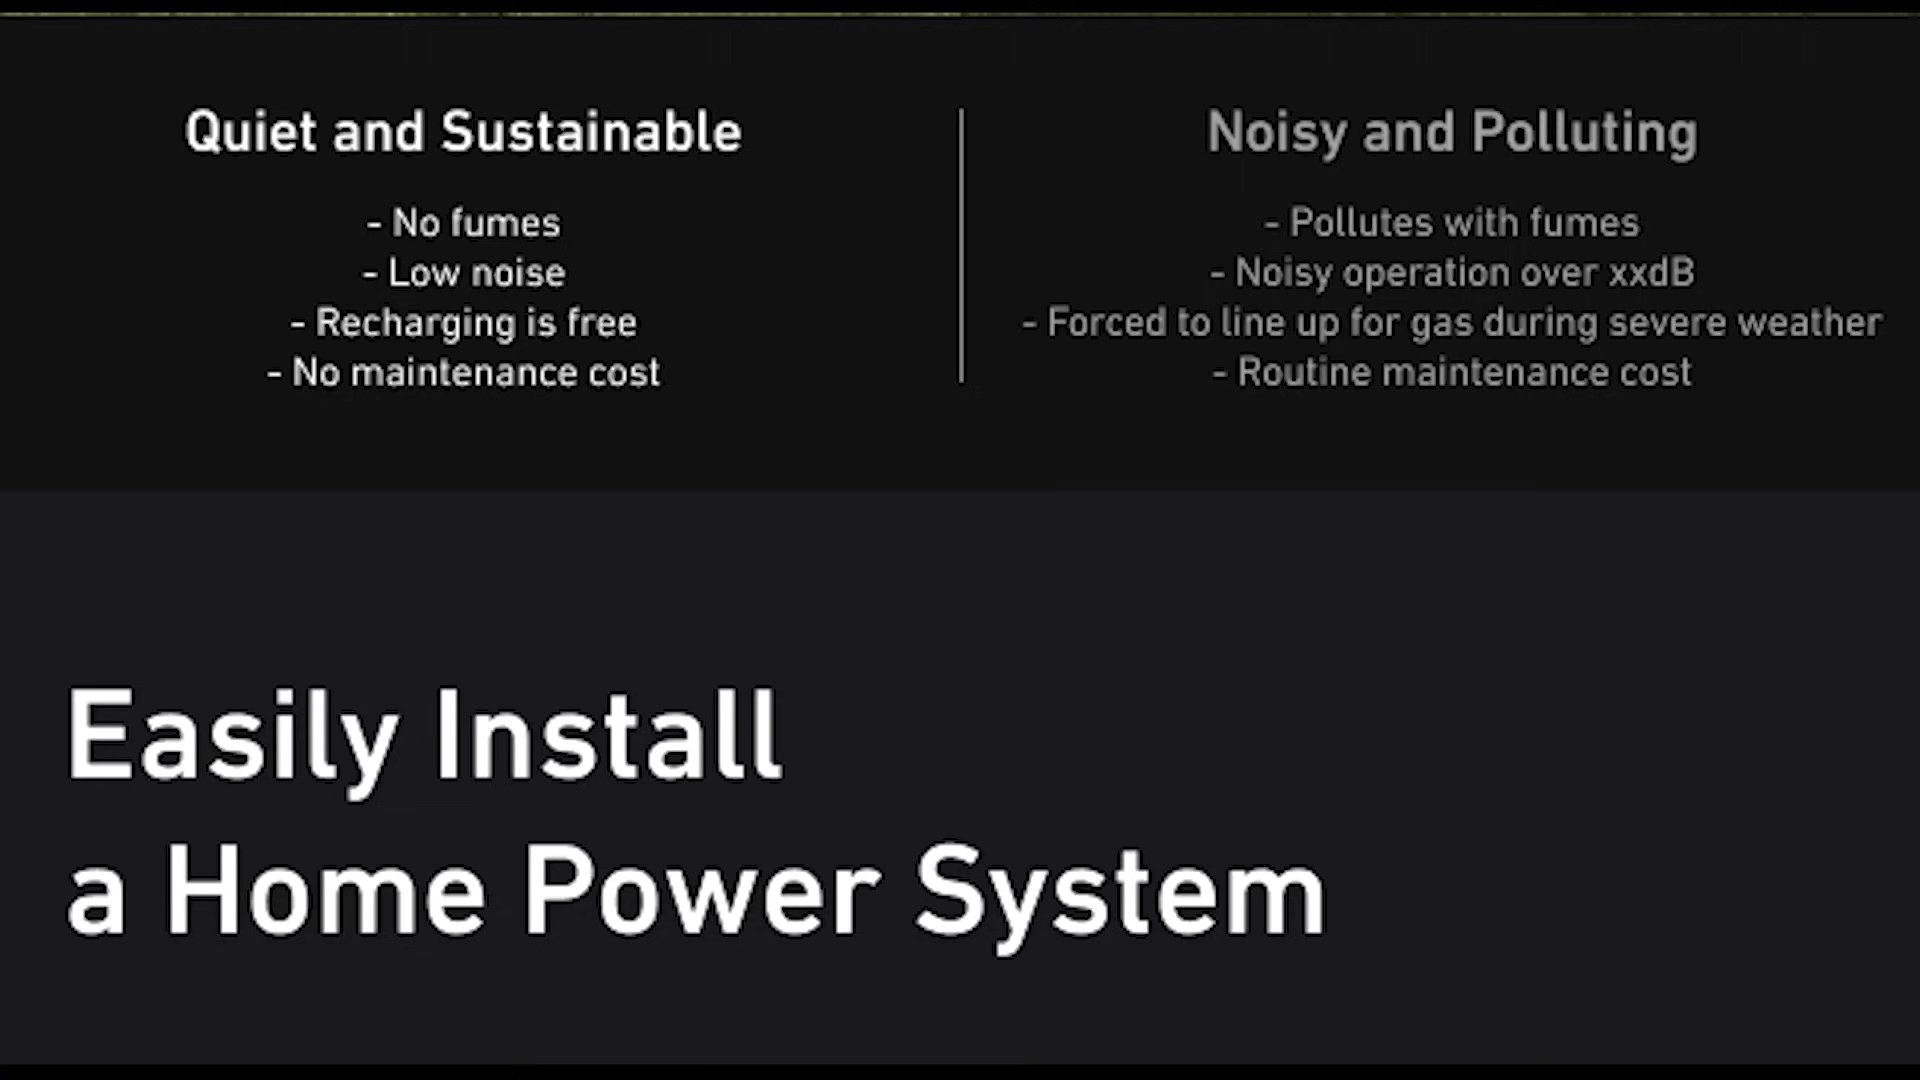 Quiet and Sustainable
- No fumes
- Low noise
- Recharging is free
- No maintenance cost
Noisy and Polluting
- Pollutes with fumes
- Noisy operation over xxdB
- Forced to line up for gas during severe weather
- Routine maintenance cost
Easily Install
a Home Power System